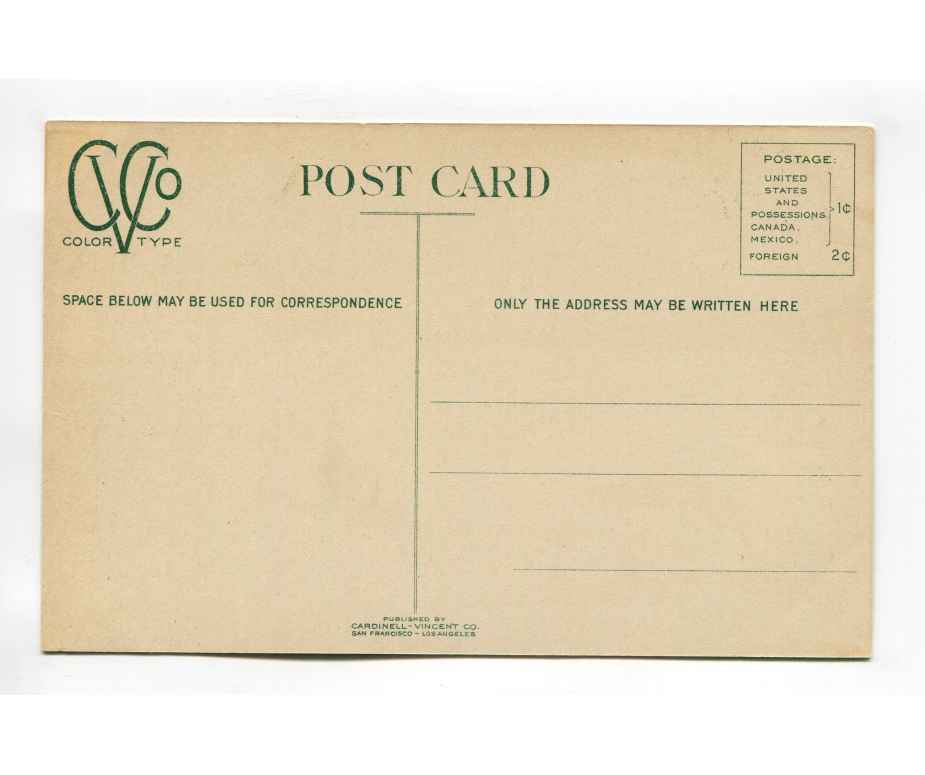 CVCo
COLOR TYPE
POST CARD
POSTAGE:
UNITED
STATES
AND
POSSESSIONS
CANADA.
MEXICO.
1¢
FOREIGN 2¢
SPACE BELOW MAY BE USED FOR CORRESPONDENCE
ONLY THE ADDRESS MAY BE WRITTEN HERE
PUBLISHED BY
CARDINELL-VINCENT CO.
SAN FRANCISCO - LOS ANGELES